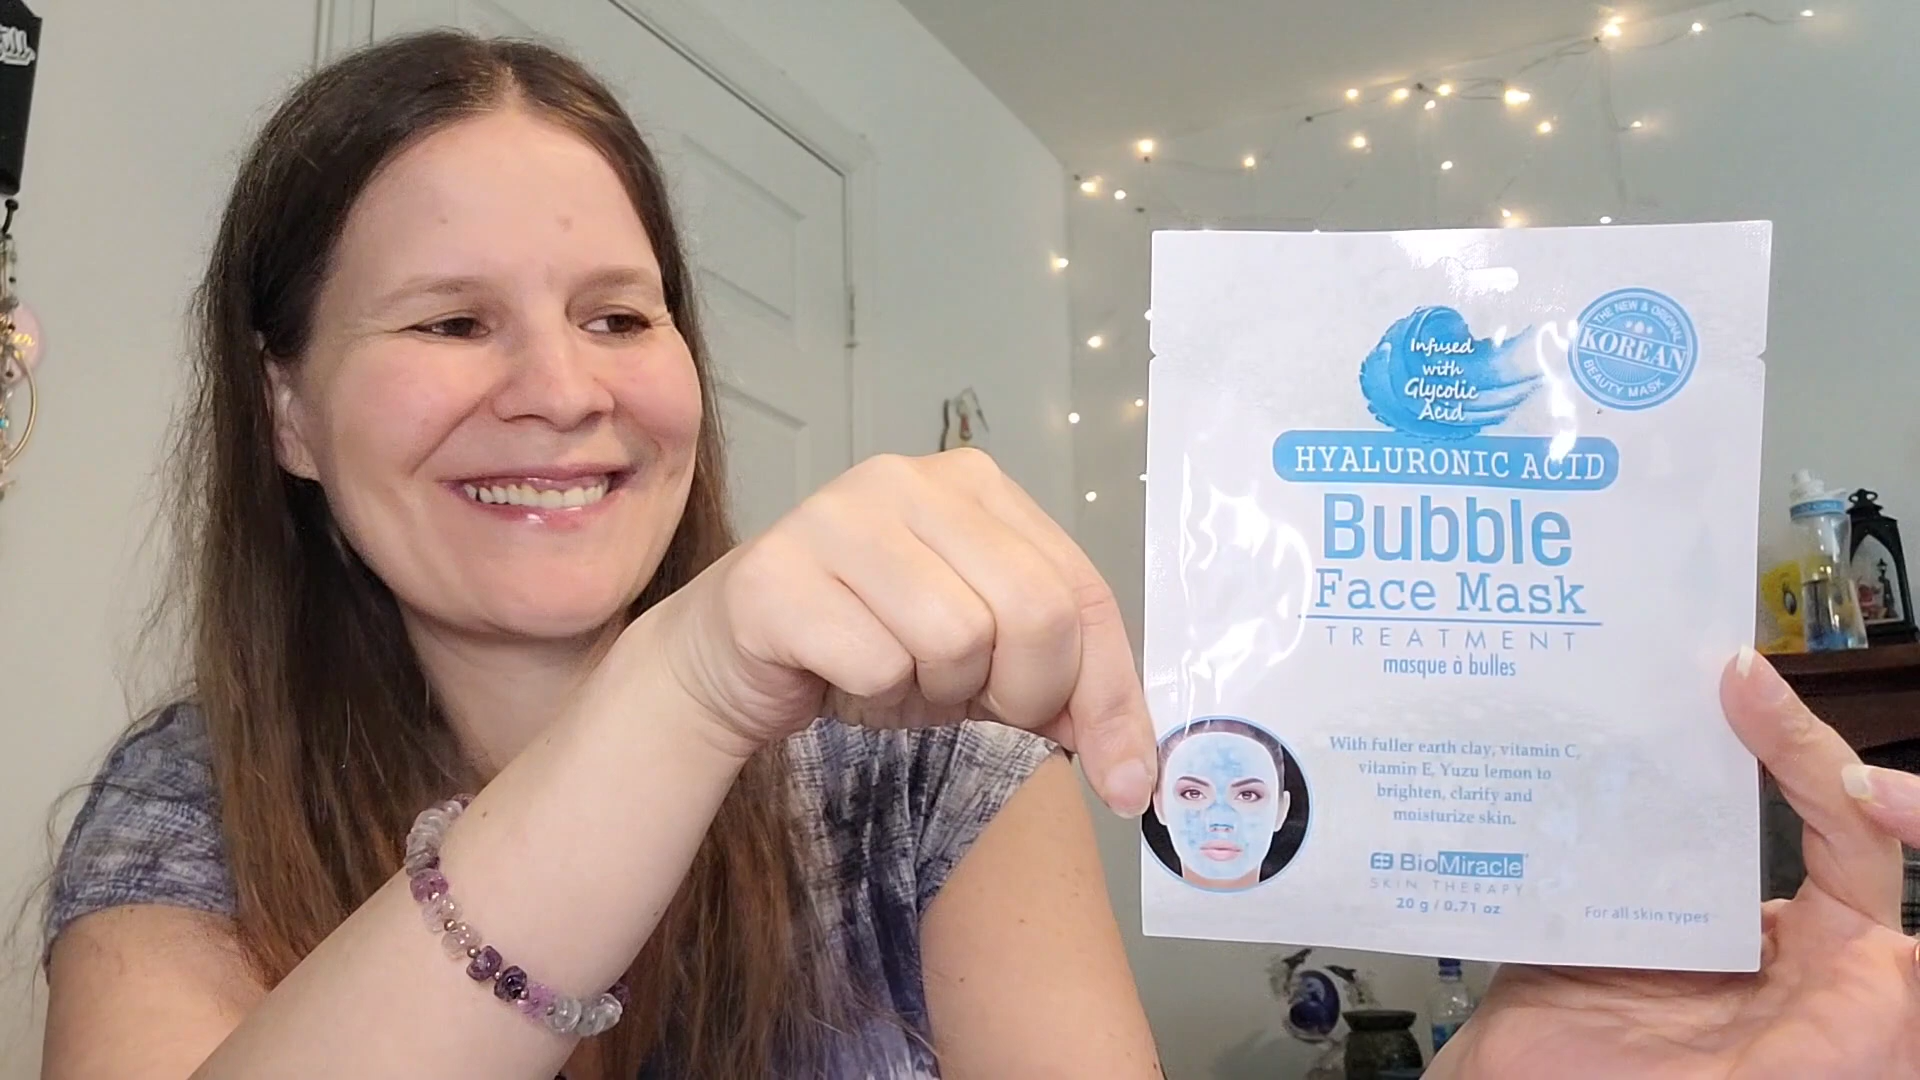 Infused
with
Glycolic
Acid
THE NEW & ORIGINAL
KOREAN
BEAUTY MASK
HYALURONIC ACID
Bubble
Face Mask
TREATMENT
masque à bulles
With fuller earth clay, vitamin C,
vitamin E, Yuzu lemon to
brighten, clarify and
moisturize skin.
BioMiracle
SKIN THERAPY
20 g / 0.71 oz
For all skin types